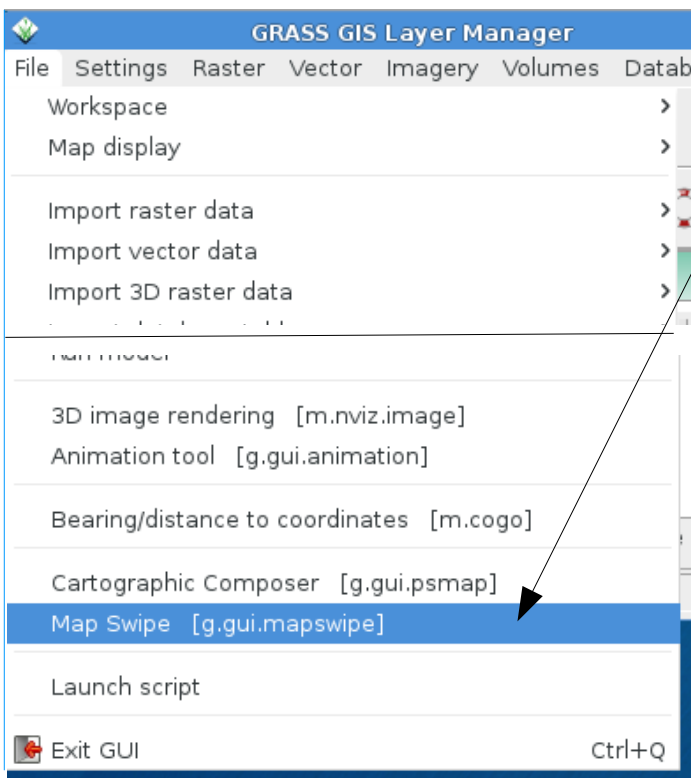 GRASS GIS Layer Manager
File Settings Raster Vector Imagery Volumes Datab
Workspace
Map display
Import raster data
Import vector data
Import 3D raster data
3D image rendering [m.nviz.image]
Animation tool [g.gui.animation]
Bearing/distance to coordinates [m.cogo]
Cartographic Composer [g.gui.psmap]
Map Swipe [g.gui.mapswipe]
Launch script
Exit GUI Ctrl+Q